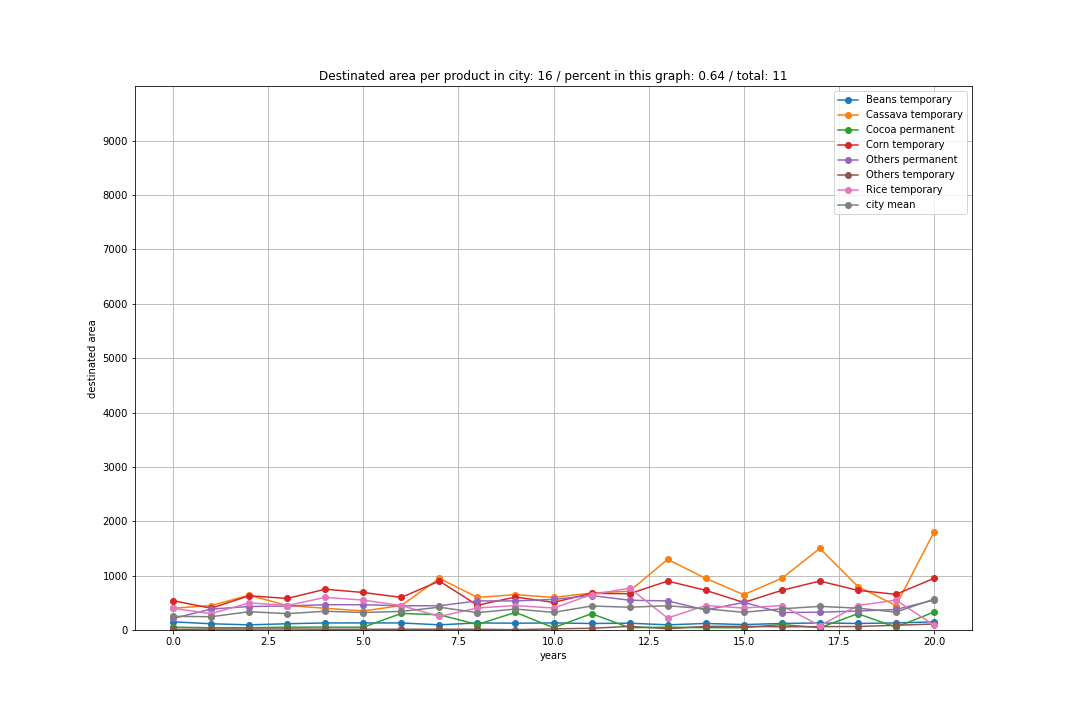 Destinated area per product in city: 16 / percent in this graph: 0.64 / total: 11
Beans temporary
Cassava temporary
Cocoa permanent
Corn temporary
Others permanent
Others temporary
Rice temporary
city mean
9000
8000
7000
6000
5000
4000
3000
2000
1000
0
destinated area
0.0 2.5 5.0 7.5 10.0 12.5 15.0 17.5 20.0
years